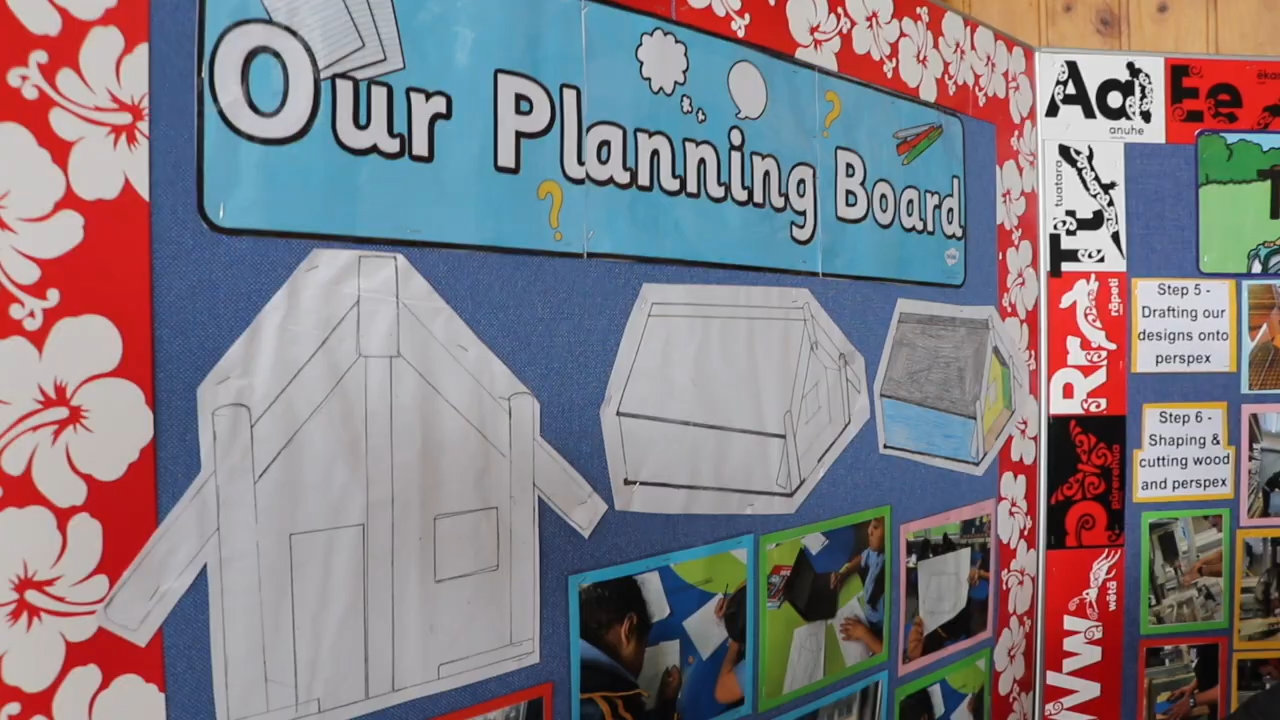 Our Planning Board
Aa
anuhe
Ee
Tt
tuatara
Step 5 -
Drafting our
designs onto
perspex
Rr
rāpeti
Step 6 -
Shaping &
cutting wood
and perspex
pūrerehua
Ww
wētā